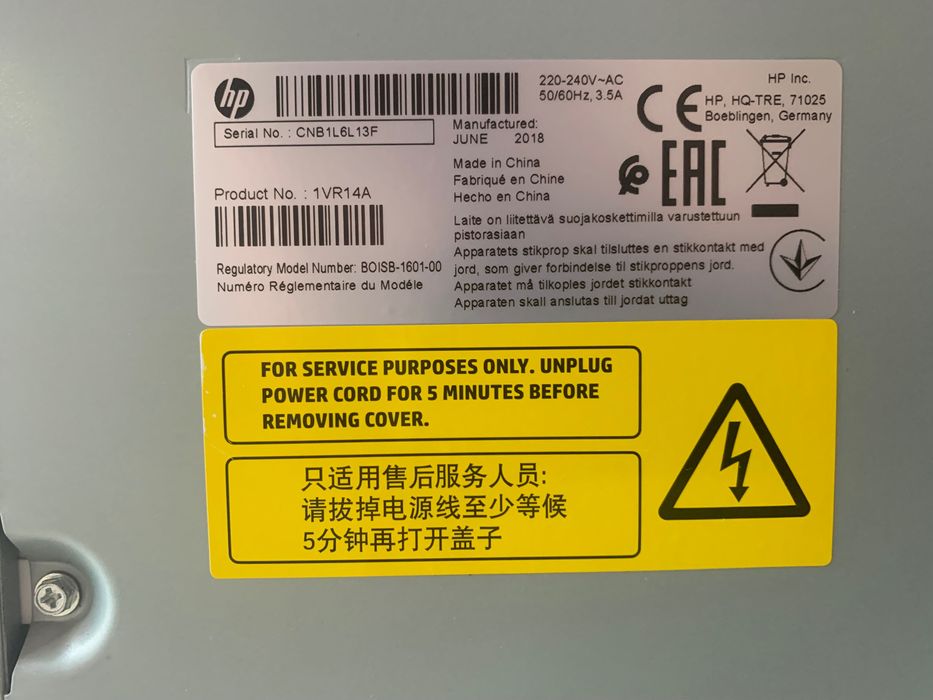 hp
Serial No. : CNB1L6L13F
Product No. : 1VR14A
Regulatory Model Number: BOISB-1601-00
Numéro Réglementaire du Modéle
220-240V~AC
50/60Hz, 3.5A
Manufactured:
JUNE 2018
Made in China
Fabriqué en Chine
Hecho en China
CE
HP Inc.
HP, HQ-TRE, 71025
Boeblingen, Germany
EAC
Laite on liitettävä suojakoskettimilla varustettuun
pistorasiaan
Apparatets stikprop skal tilsluttes en stikkontakt med
jord, som giver forbindelse til stikproppens jord.
Apparatet må tilkoples jordet stikkontakt
Apparaten skall anslutas till jordat uttag
FOR SERVICE PURPOSES ONLY. UNPLUG
POWER CORD FOR 5 MINUTES BEFORE
REMOVING COVER.
只适用售后服务人员:
请拔掉电源线至少等候
5分钟再打开盖子